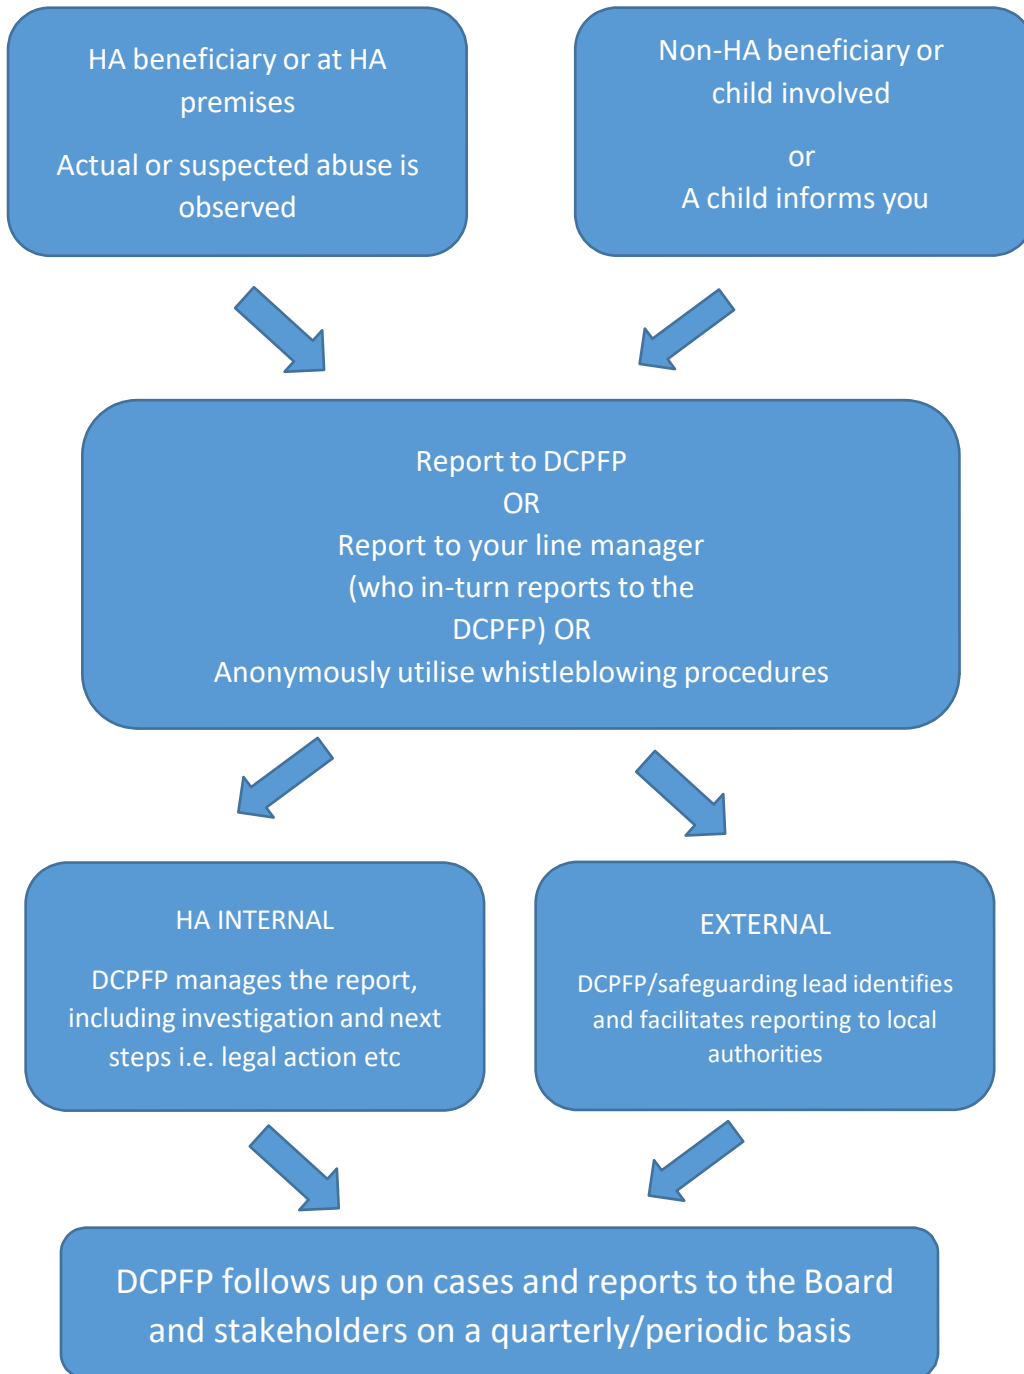 HA beneficiary or at HA
premises
Actual or suspected abuse is
observed
Non-HA beneficiary or
child involved
or
A child informs you
Report to DCPFP
OR
Report to your line manager
(who in-turn reports to the
DCPFP) OR
Anonymously utilise whistleblowing procedures
HA INTERNAL
DCPFP manages the report,
including investigation and next
steps i.e. legal action etc
EXTERNAL
DCPFP/safeguarding lead identifies
and facilitates reporting to local
authorities
DCPFP follows up on cases and reports to the Board
and stakeholders on a quarterly/periodic basis